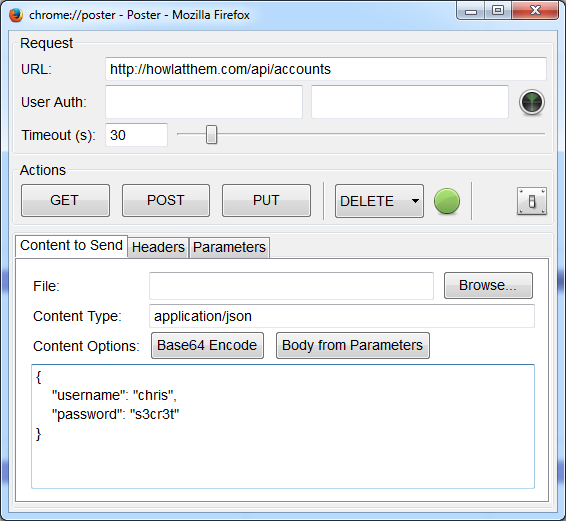 chrome://poster - Poster - Mozilla Firefox
Request
URL: http://howlatthem.com/api/accounts
User Auth:
Timeout (s): 30
Actions
GET POST PUT DELETE
Content to Send Headers Parameters
File: Browse...
Content Type: application/json
Content Options: Base64 Encode Body from Parameters
{
"username": "chris",
"password": "s3cr3t"
}